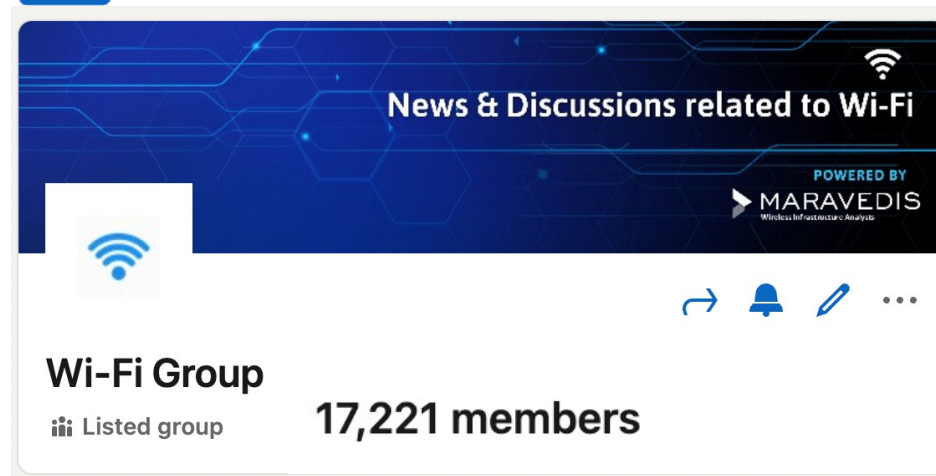 News & Discussions related to Wi-Fi
POWERED BY
MARAVEDIS
Wireless Infrastructure Analysts
Wi-Fi Group
Listed group
17,221 members